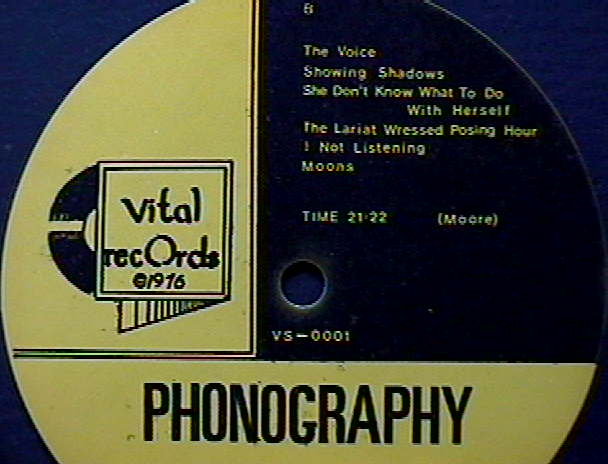 B
The Voice
Showing Shadows
She Don't Know What To Do
With Herself
The Lariat Wressed Posing Hour
I Not Listening
Moons
TIME 21:22 (Moore)
Vital
recOrds
©1976
VS-0001
PHONOGRAPHY